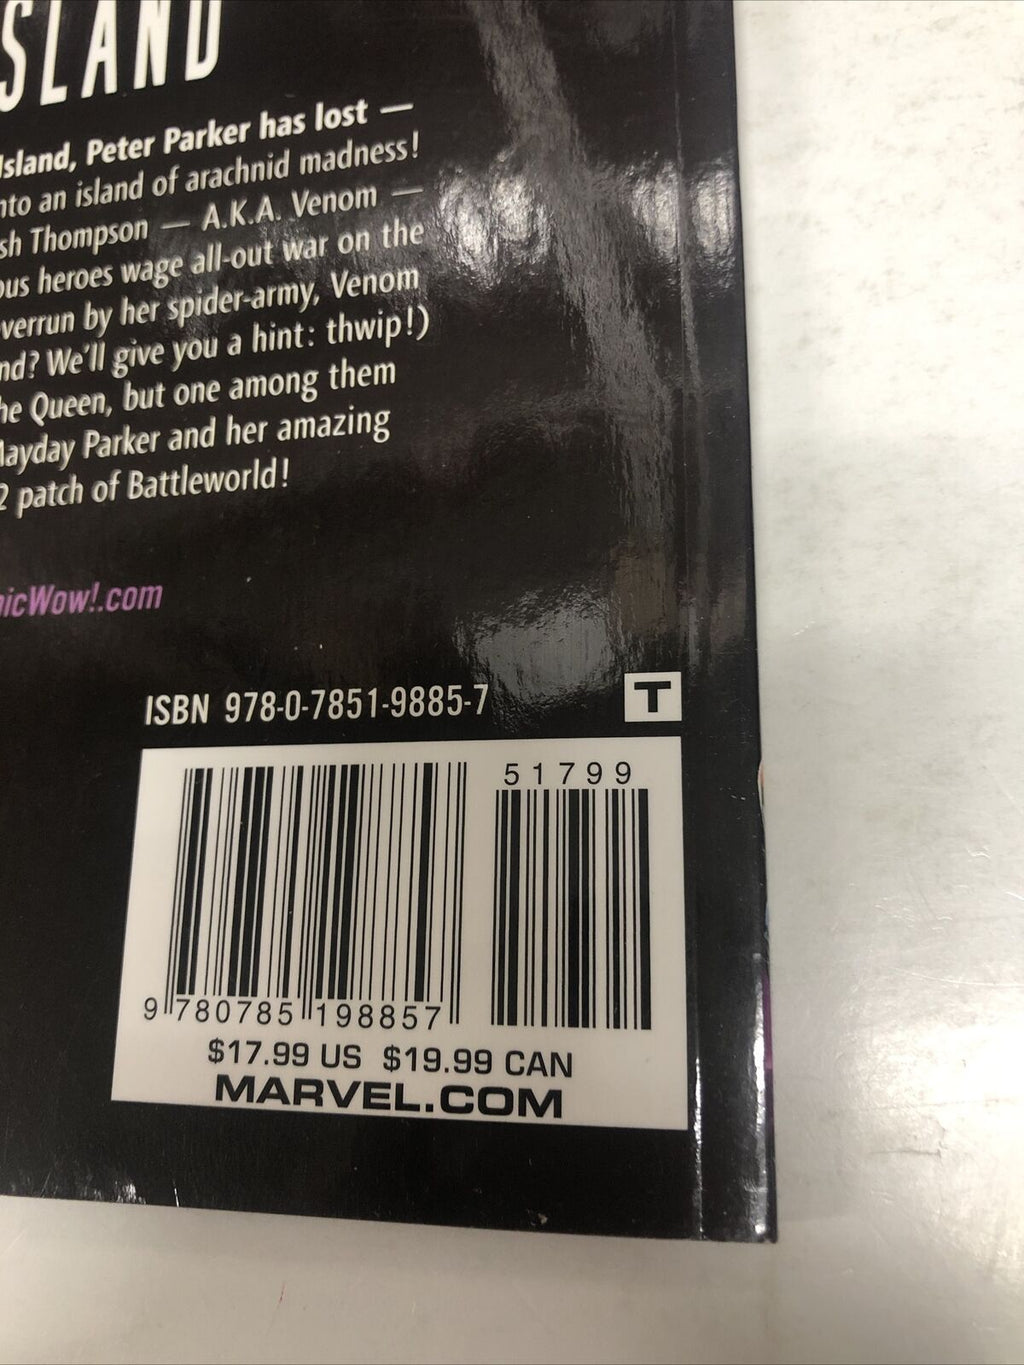 SLAND
Island, Peter Parker has lost —
nto an island of arachnid madness!
sh Thompson — A.K.A. Venom —
ous heroes wage all-out war on the
verrun by her spider-army, Venom
nd? We'll give you a hint: thwip!)
he Queen, but one among them
Mayday Parker and her amazing
2 patch of Battleworld!
nicWow!.com
ISBN 978-0-7851-9885-7
T
51799
9 780785 198857
$17.99 US $19.99 CAN
MARVEL.COM